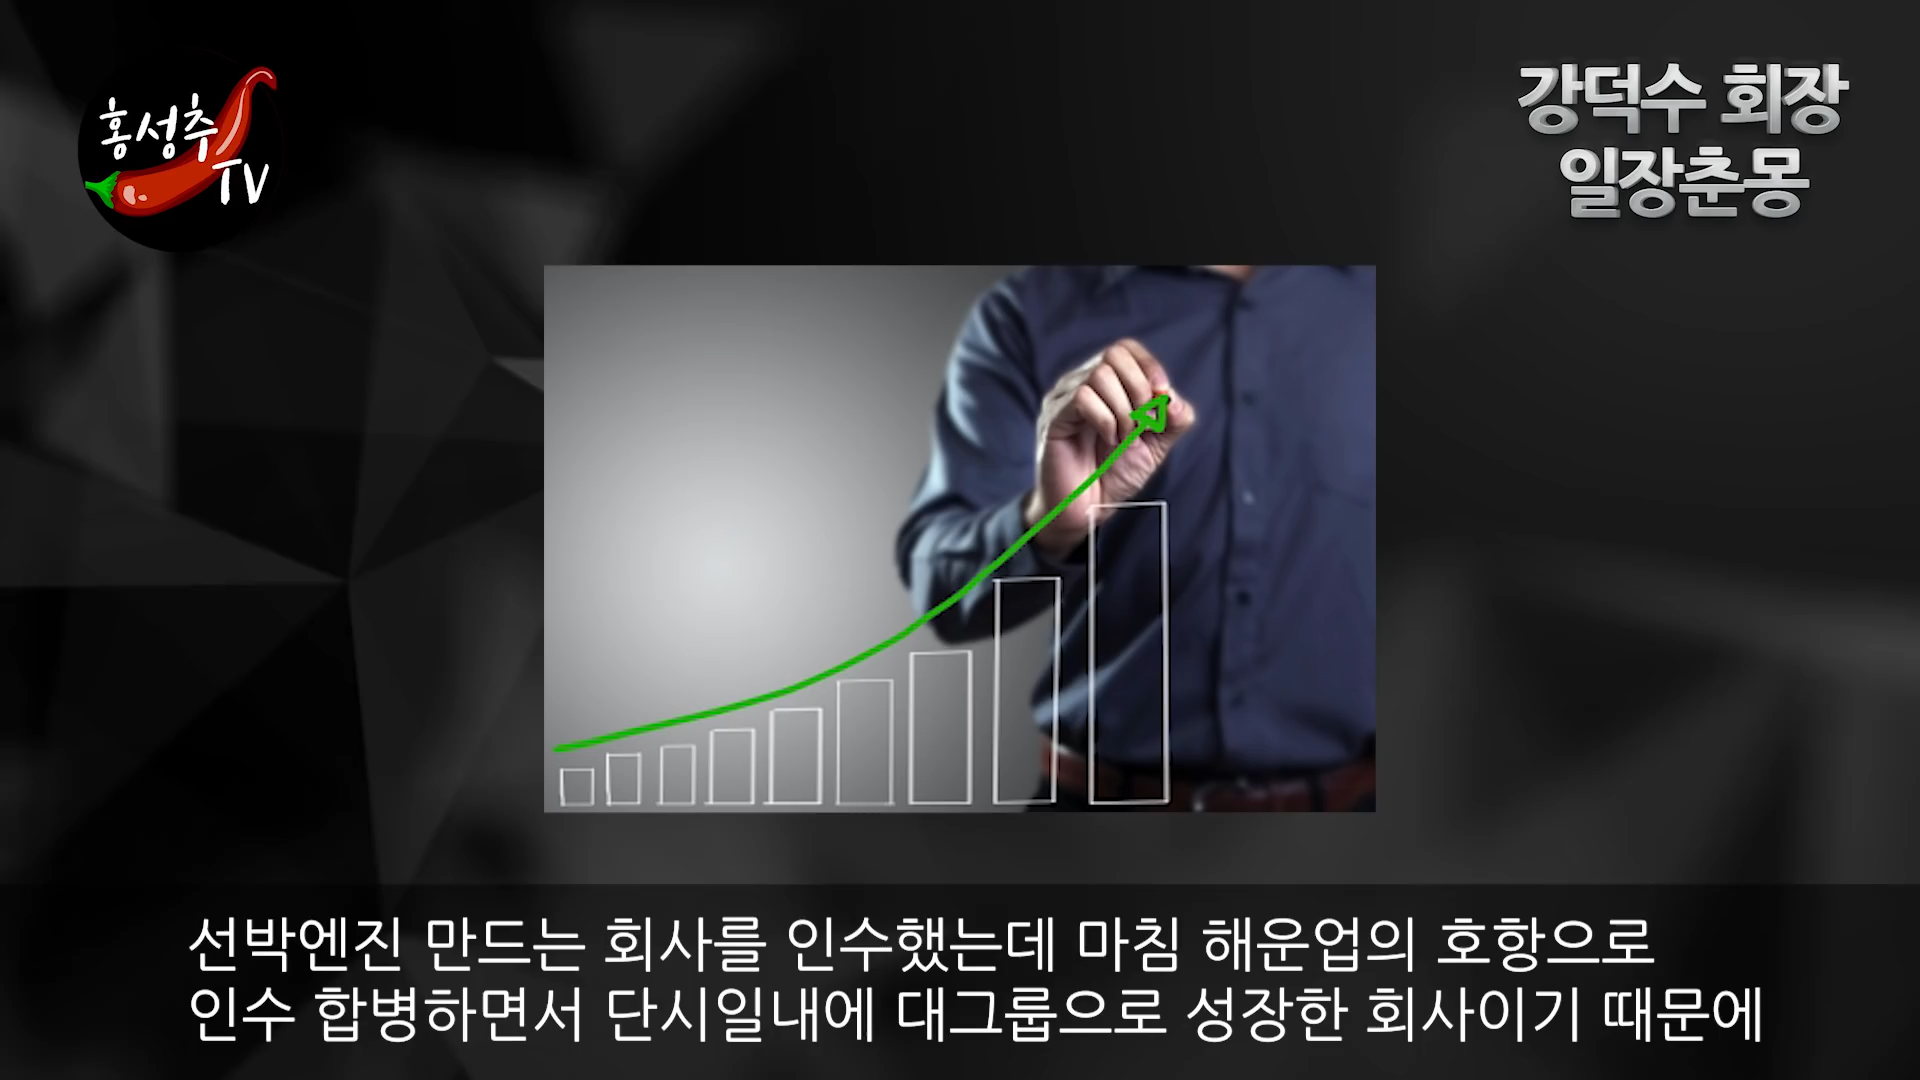 홍성추
TV
강덕수 회장
일장춘몽
선박엔진 만드는 회사를 인수했는데 마침 해운업의 호항으로
인수 합병하면서 단시일내에 대그룹으로 성장한 회사이기 때문에